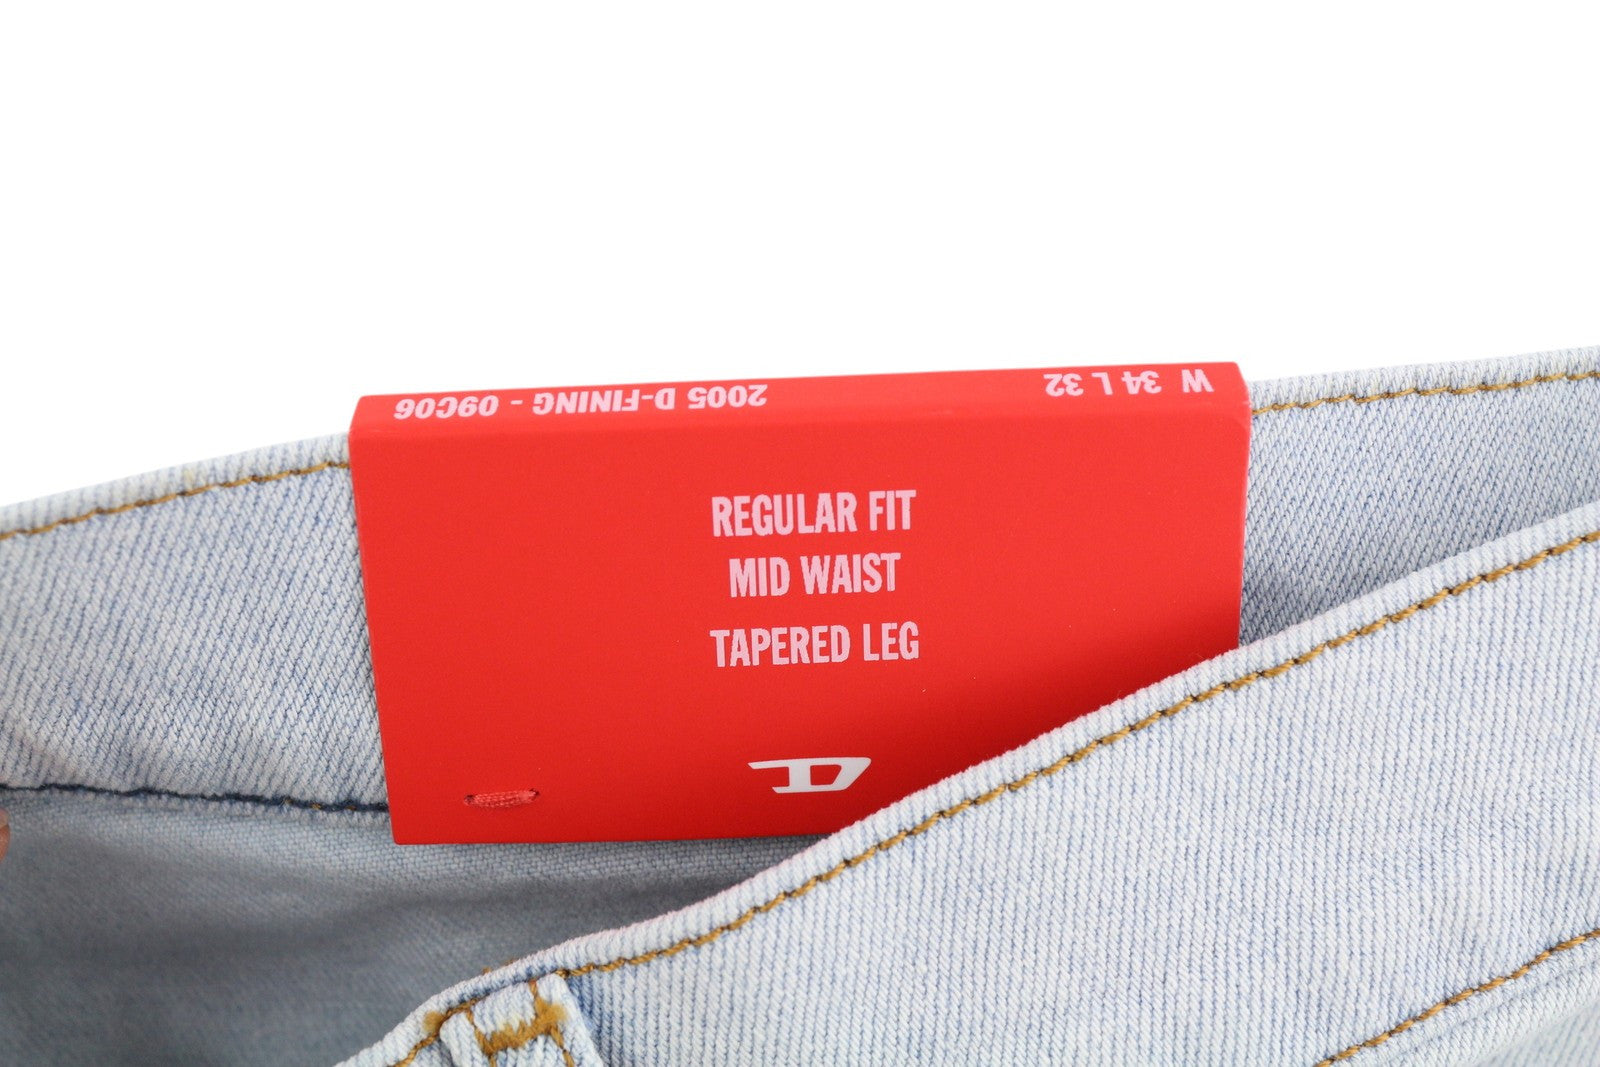 W 34 L 32
2005 D-FINING - 09C06
REGULAR FIT
MID WAIST
TAPERED LEG
D